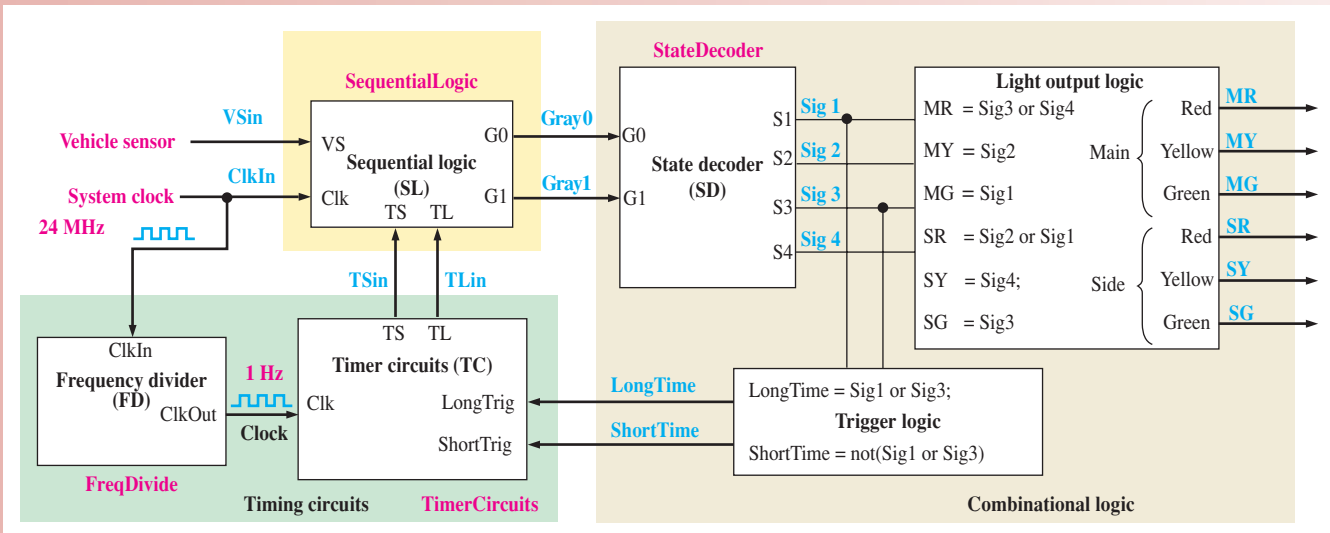 StateDecoder
SequentialLogic
VSin
Vehicle sensor
VS
G0
Gray0
Sequential logic
(SL)
ClkIn
System clock
Clk
G1
Gray1
TS TL
24 MHz
TSin TLin
G0
G1
State decoder
(SD)
S1
S2
S3
S4
Sig 1
Sig 2
Sig 3
Sig 4
Light output logic
MR = Sig3 or Sig4
MY = Sig2
MG = Sig1
SR = Sig2 or Sig1
SY = Sig4;
SG = Sig3
Main
Side
Red
Yellow
Green
Red
Yellow
Green
MR
MY
MG
SR
SY
SG
ClkIn
Frequency divider
(FD)
ClkOut
FreqDivide
1 Hz
Clock
TS TL
Timer circuits (TC)
Clk
LongTrig
ShortTrig
Timing circuits
TimerCircuits
LongTime
ShortTime
LongTime = Sig1 or Sig3;
Trigger logic
ShortTime = not(Sig1 or Sig3)
Combinational logic